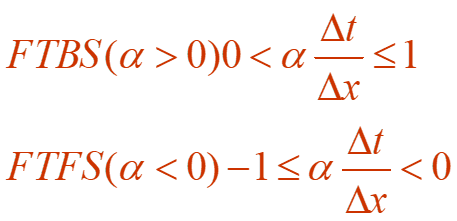 FTBS(α > 0) 0 < α Δt/Δx ≤ 1
FTFS(α < 0) −1 ≤ α Δt/Δx < 0